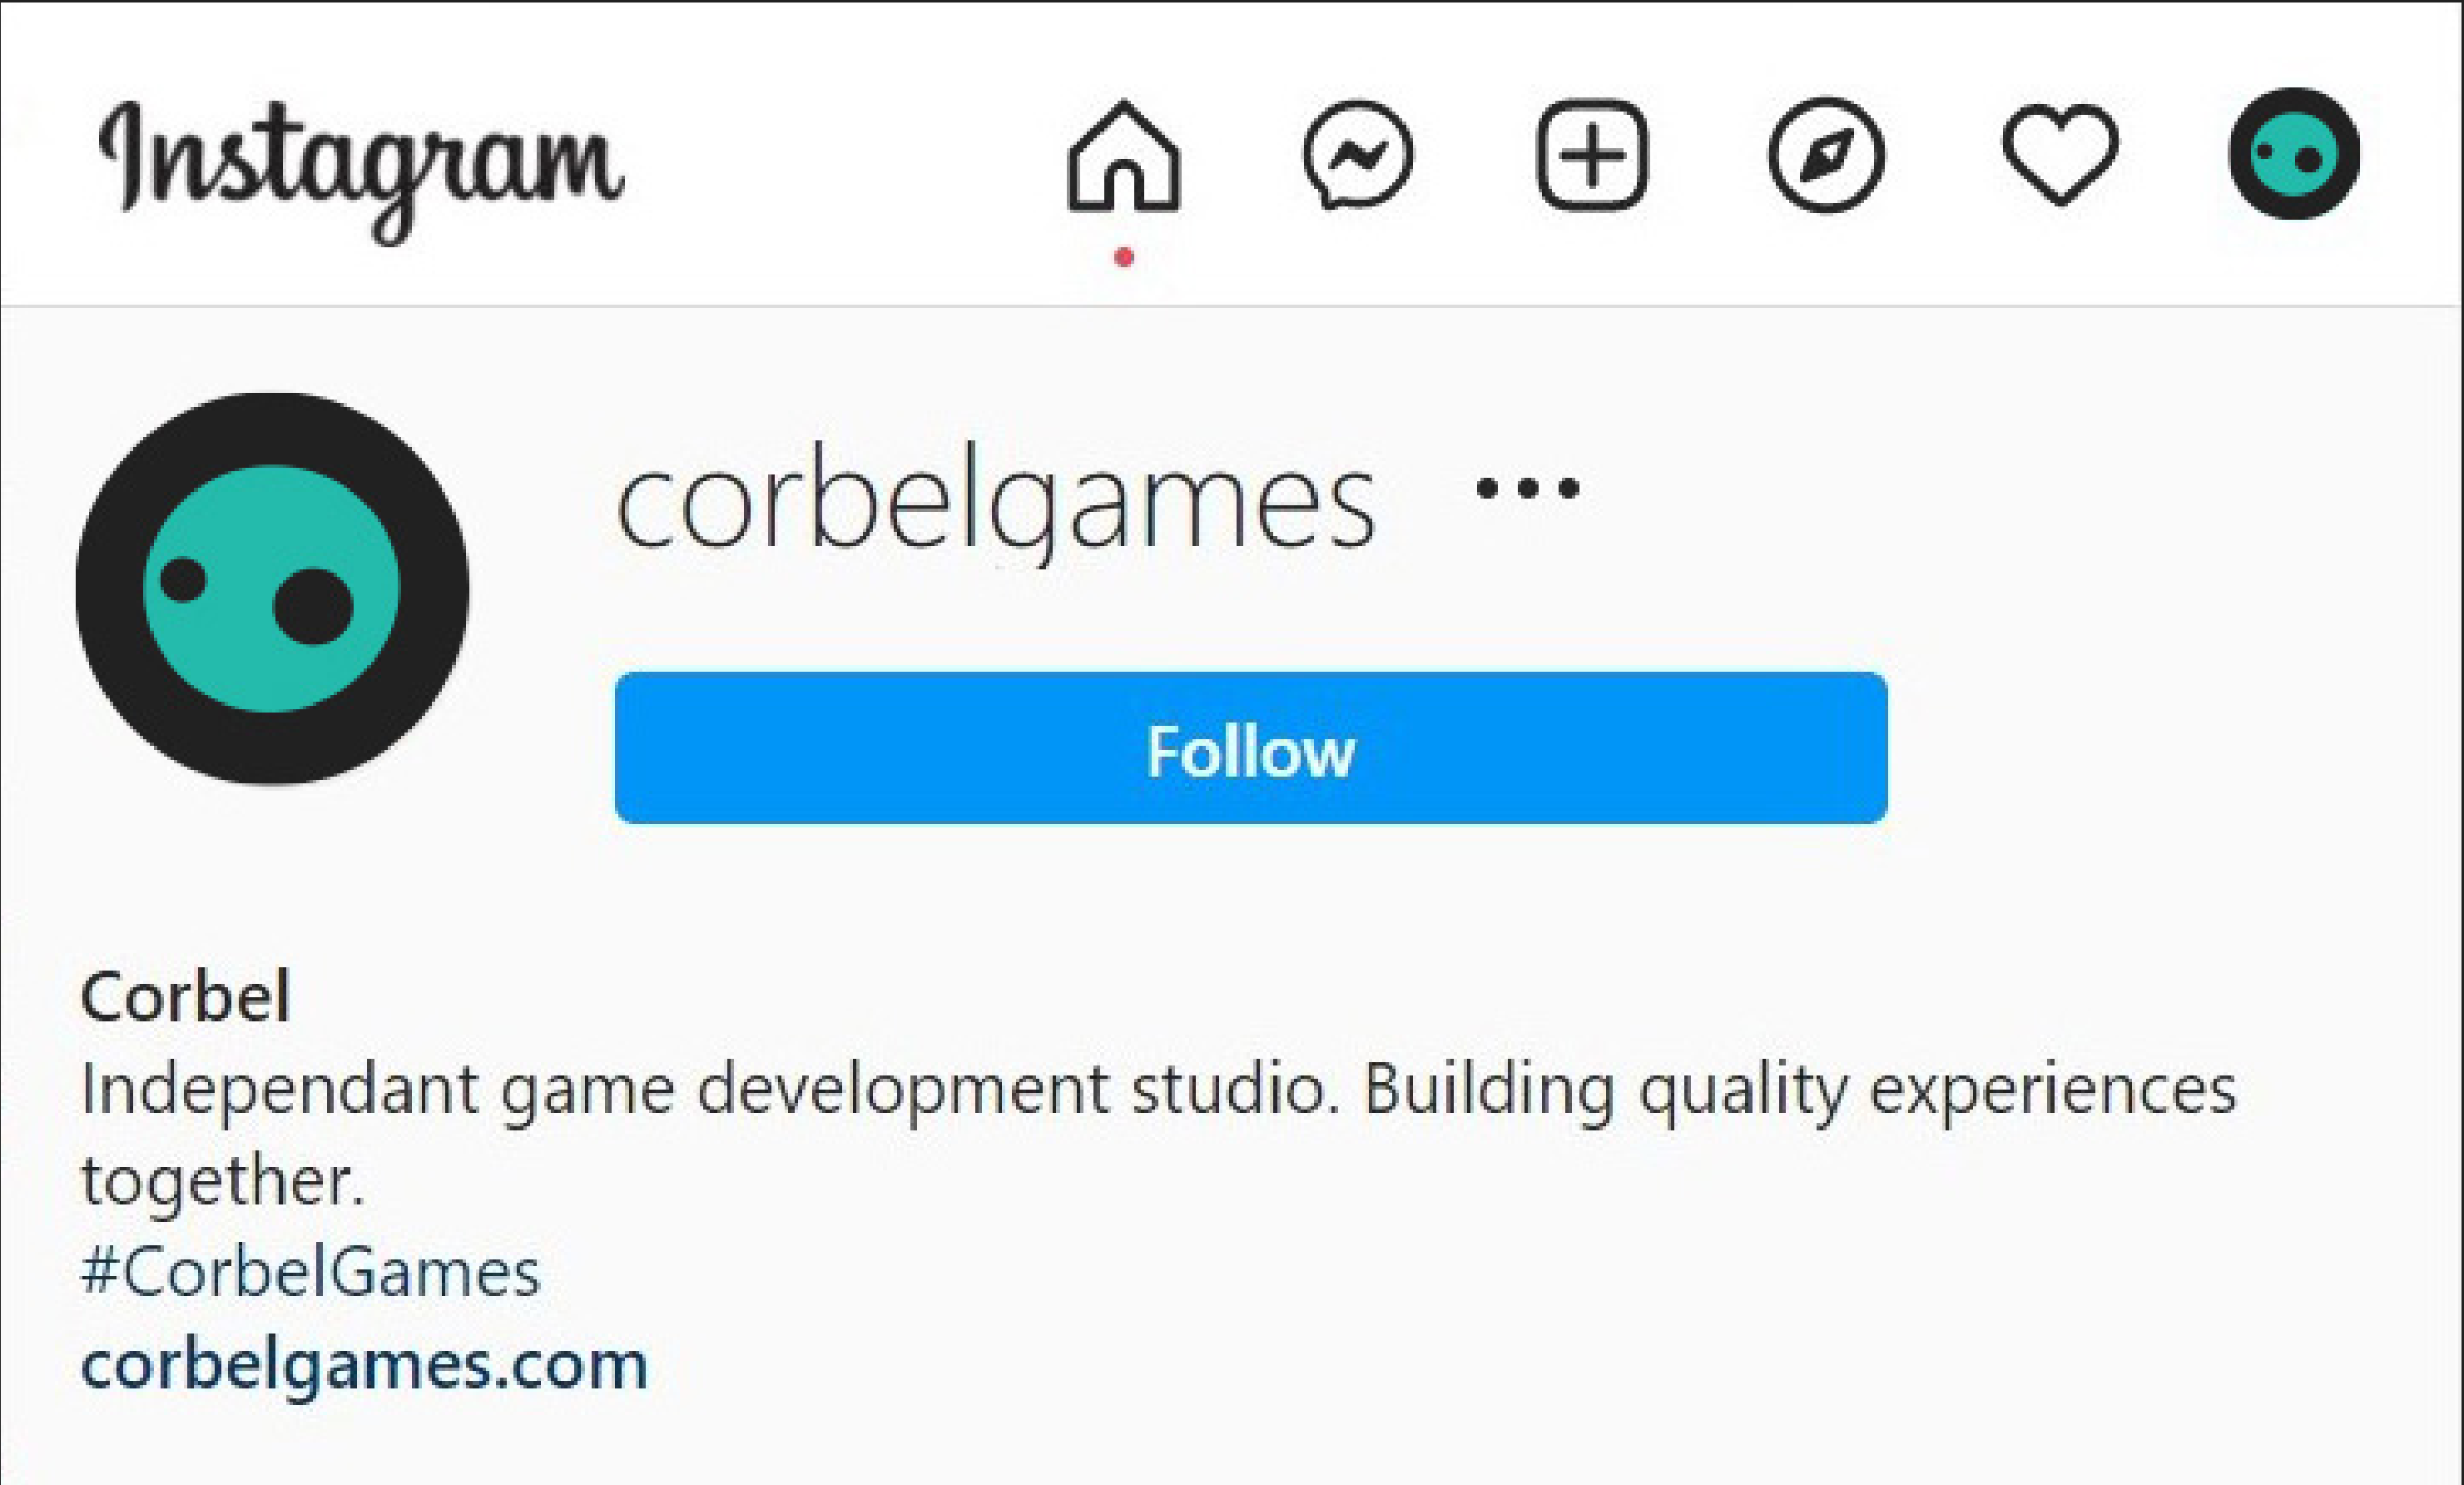 Instagram
corbelgames
Follow
Corbel
Independant game development studio. Building quality experiences
together.
#CorbelGames
corbelgames.com